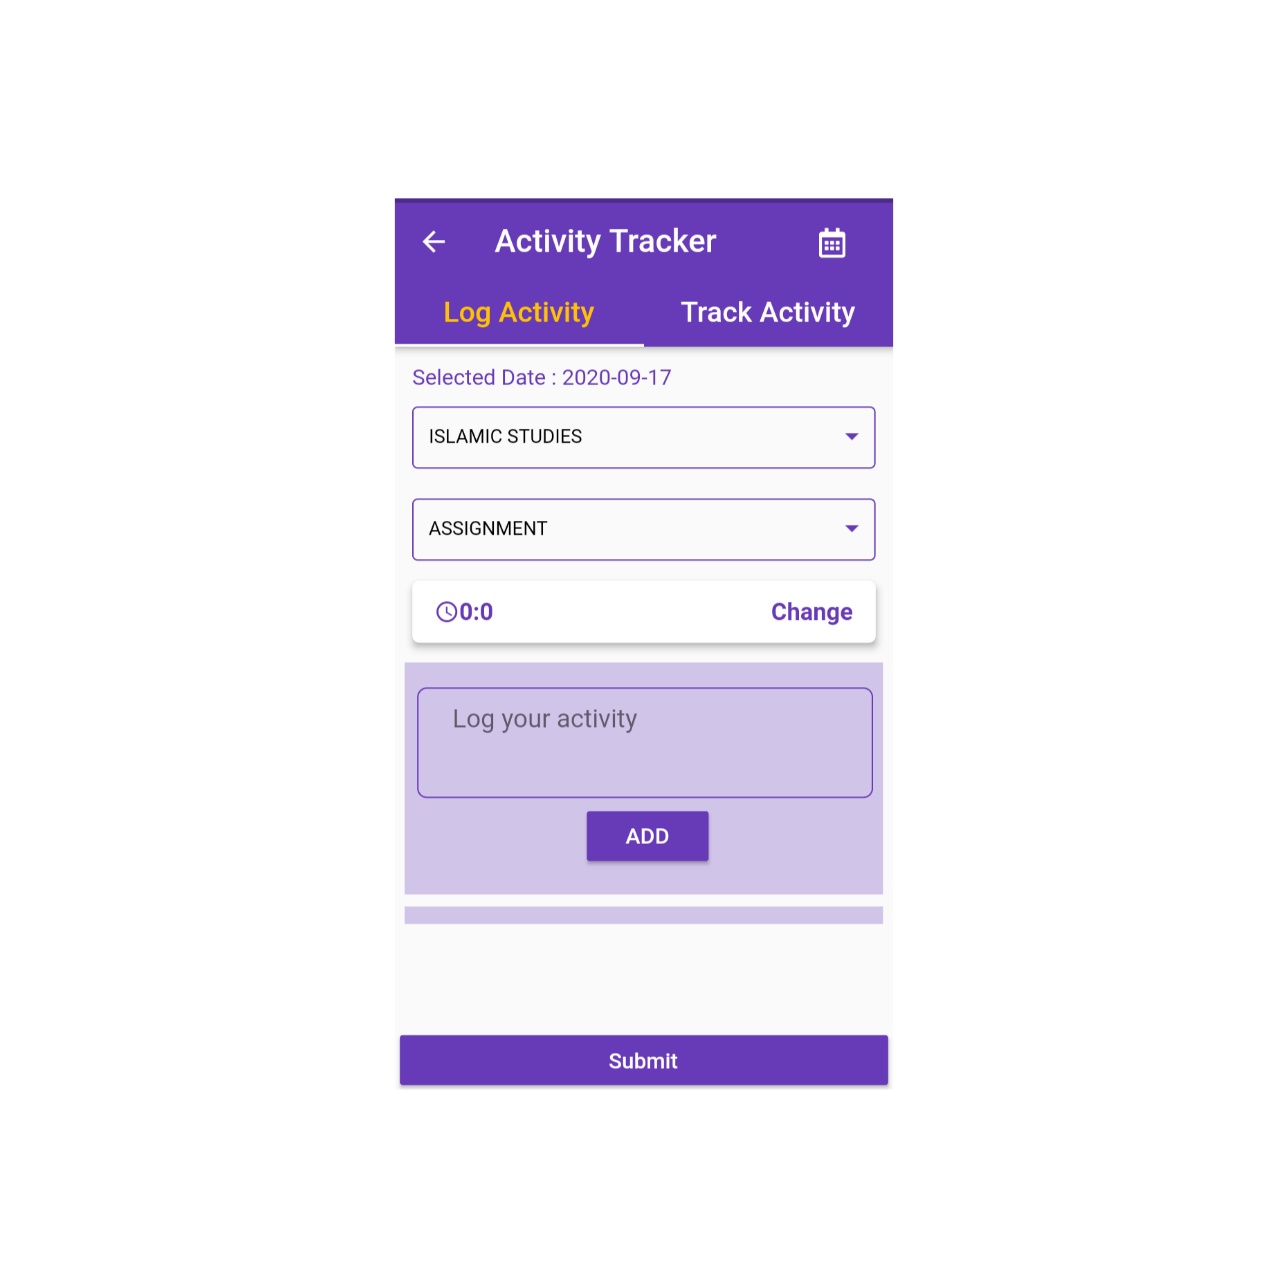 Activity Tracker
Log Activity Track Activity
Selected Date : 2020-09-17
ISLAMIC STUDIES
ASSIGNMENT
0:0 Change
Log your activity
ADD
Submit